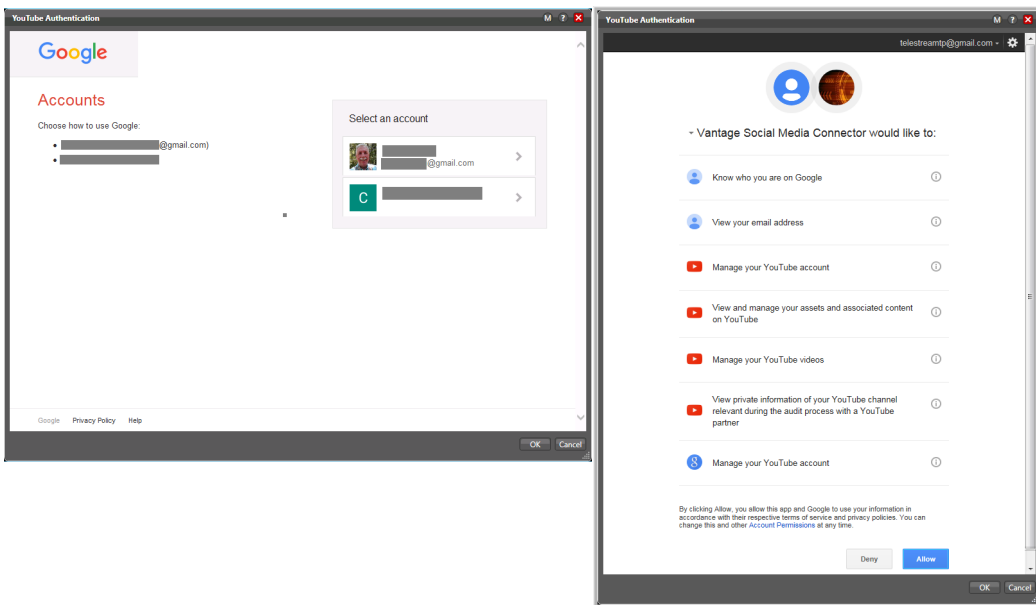 YouTube Authentication
M ? X
Google
Accounts
Choose how to use Google:
@gmail.com)
Select an account
@gmail.com
C
Google Privacy Policy Help
OK Cancel
YouTube Authentication
M ? X
telestreamtp@gmail.com
Vantage Social Media Connector would like to:
Know who you are on Google
View your email address
Manage your YouTube account
View and manage your assets and associated content
on YouTube
Manage your YouTube videos
View private information of your YouTube channel
relevant during the audit process with a YouTube
partner
8 Manage your YouTube account
By clicking Allow, you allow this app and Google to use your information in
accordance with their respective terms of service and privacy policies. You can
change this and other Account Permissions at any time.
Deny Allow
OK Cancel